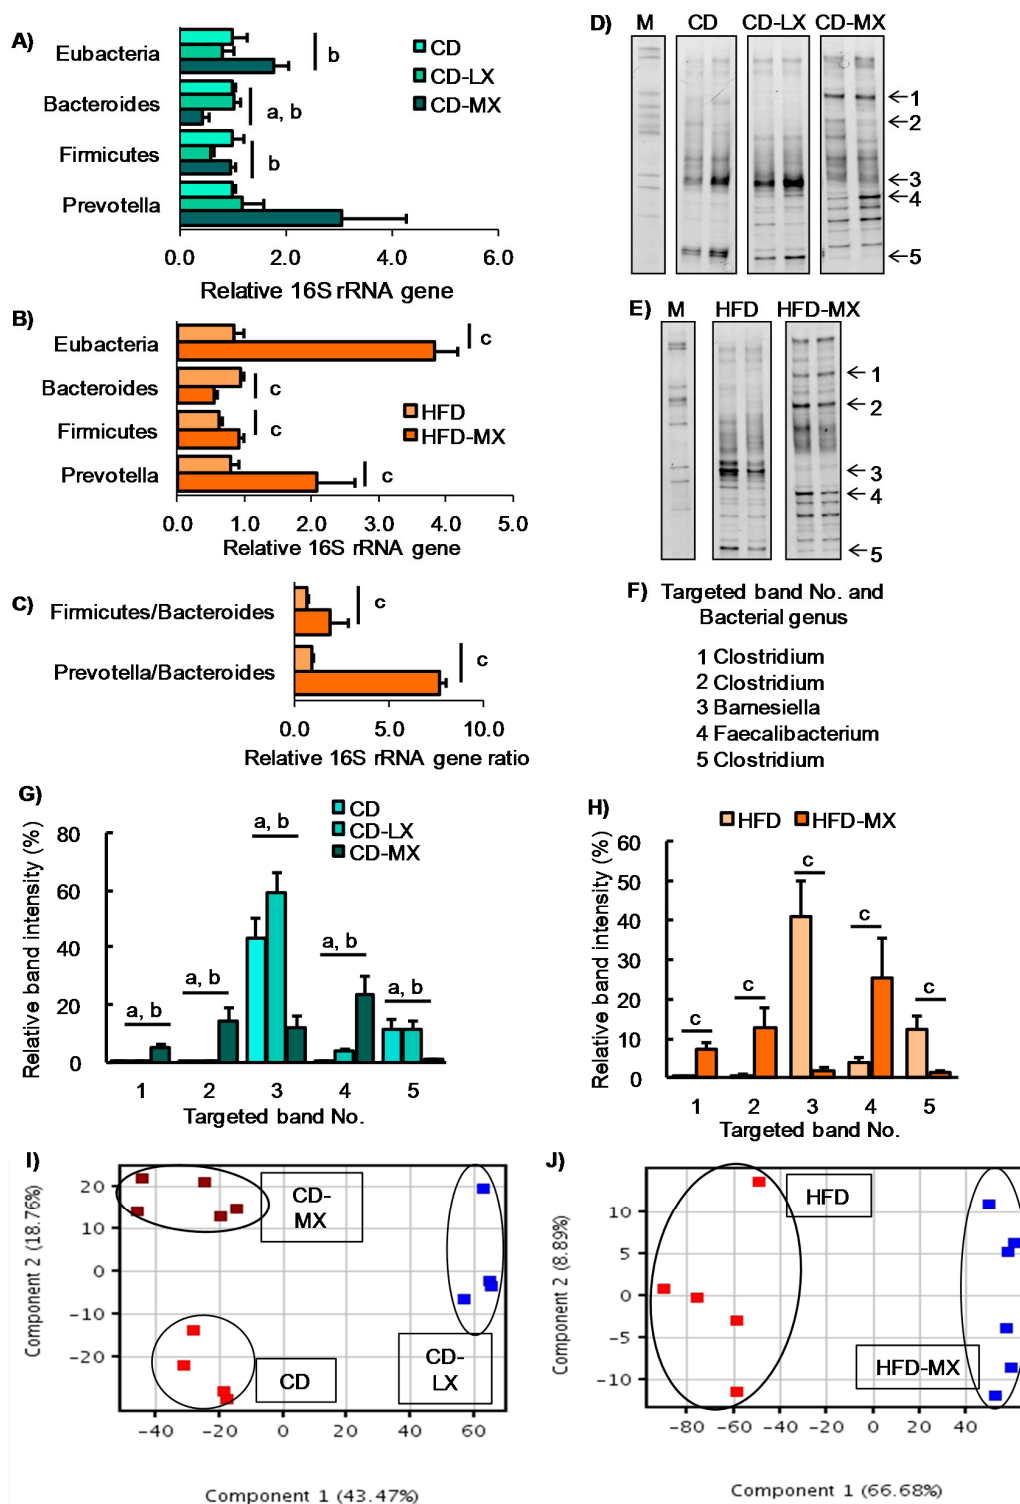 A)
Eubacteria
Bacteroides
Firmicutes
Prevotella
b
a, b
b
CD
CD-LX
CD-MX
0.0 2.0 4.0 6.0
Relative 16S rRNA gene
B)
Eubacteria
Bacteroides
Firmicutes
Prevotella
c
c
c
c
HFD
HFD-MX
0.0 1.0 2.0 3.0 4.0 5.0
Relative 16S rRNA gene
C)
Firmicutes/Bacteroides
Prevotella/Bacteroides
c
c
0.0 5.0 10.0
Relative 16S rRNA gene ratio
D) M CD CD-LX CD-MX
1
2
3
4
5
E) M HFD HFD-MX
1
2
3
4
5
F) Targeted band No. and
Bacterial genus
1 Clostridium
2 Clostridium
3 Barnesiella
4 Faecalibacterium
5 Clostridium
G)
CD
CD-LX
CD-MX
Relative band intensity (%)
80
60
40
20
0
a, b
a, b
a, b
a, b
a, b
1 2 3 4 5
Targeted band No.
H)
HFD HFD-MX
Relative band intensity (%)
60
50
40
30
20
10
0
c
c
c
c
c
1 2 3 4 5
Targeted band No.
I)
Component 2 (18.76%)
20
10
0
−10
−20
CD-
MX
CD
CD-
LX
−40 −20 0 20 40 60
Component 1 (43.47%)
J)
Component 2 (8.89%)
10
5
0
−5
−10
HFD
HFD-MX
−80 −60 −40 −20 0 20 40 60
Component 1 (66.68%)